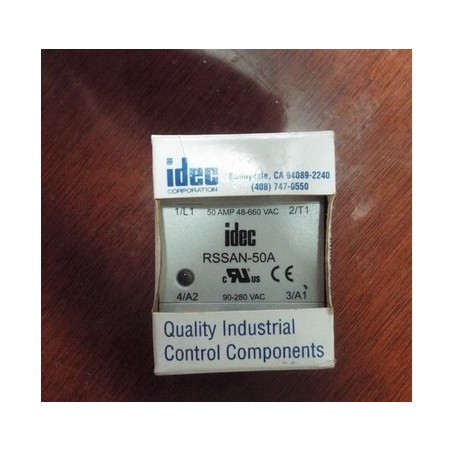 idec
CORPORATION
Sunnyvale, CA 94089-2240
(408) 747-0550
1/L1 50 AMP 48-660 VAC 2/T1
idec
RSSAN-50A
c RU US CE
4/A2 90-280 VAC 3/A1
Quality Industrial
Control Components